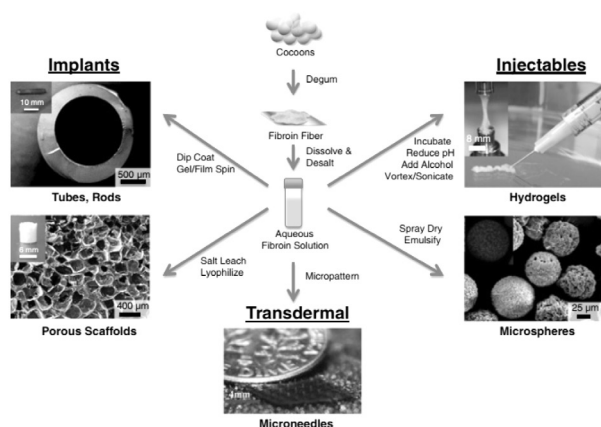 Cocoons
Degum
Fibroin Fiber
Dissolve &
Desalt
Aqueous
Fibroin Solution
Implants
10 mm
500 µm
Tubes, Rods
Dip Coat
Gel/Film Spin
6 mm
400 µm
Porous Scaffolds
Salt Leach
Lyophilize
Micropattern
Transdermal
4mm
Microneedles
Injectables
8 mm
Hydrogels
Incubate
Reduce pH
Add Alcohol
Vortex/Sonicate
Spray Dry
Emulsify
25 µm
Microspheres